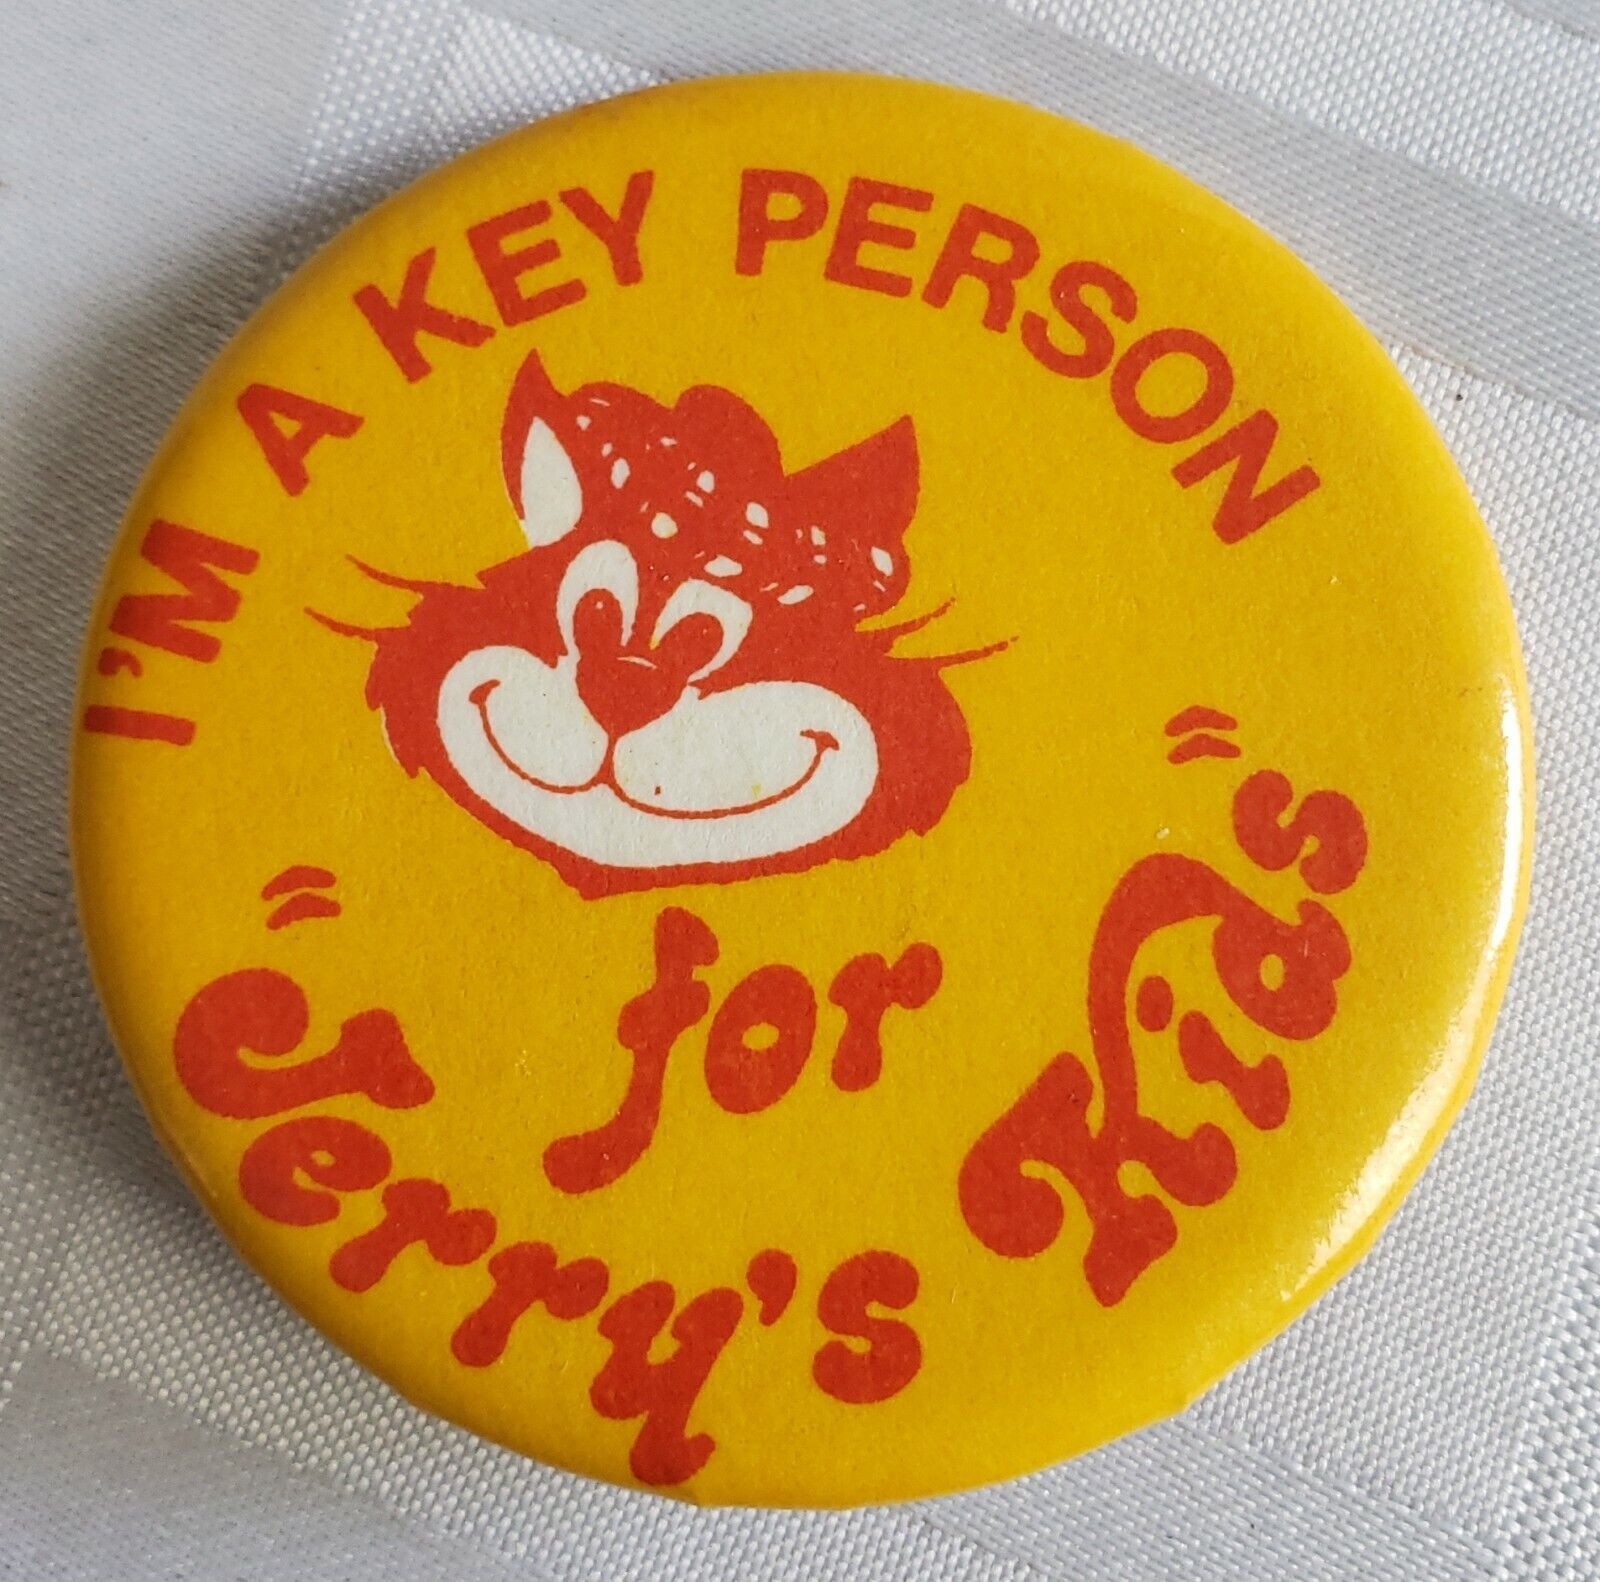 I'M A KEY PERSON
for
"Jerry's Kids"